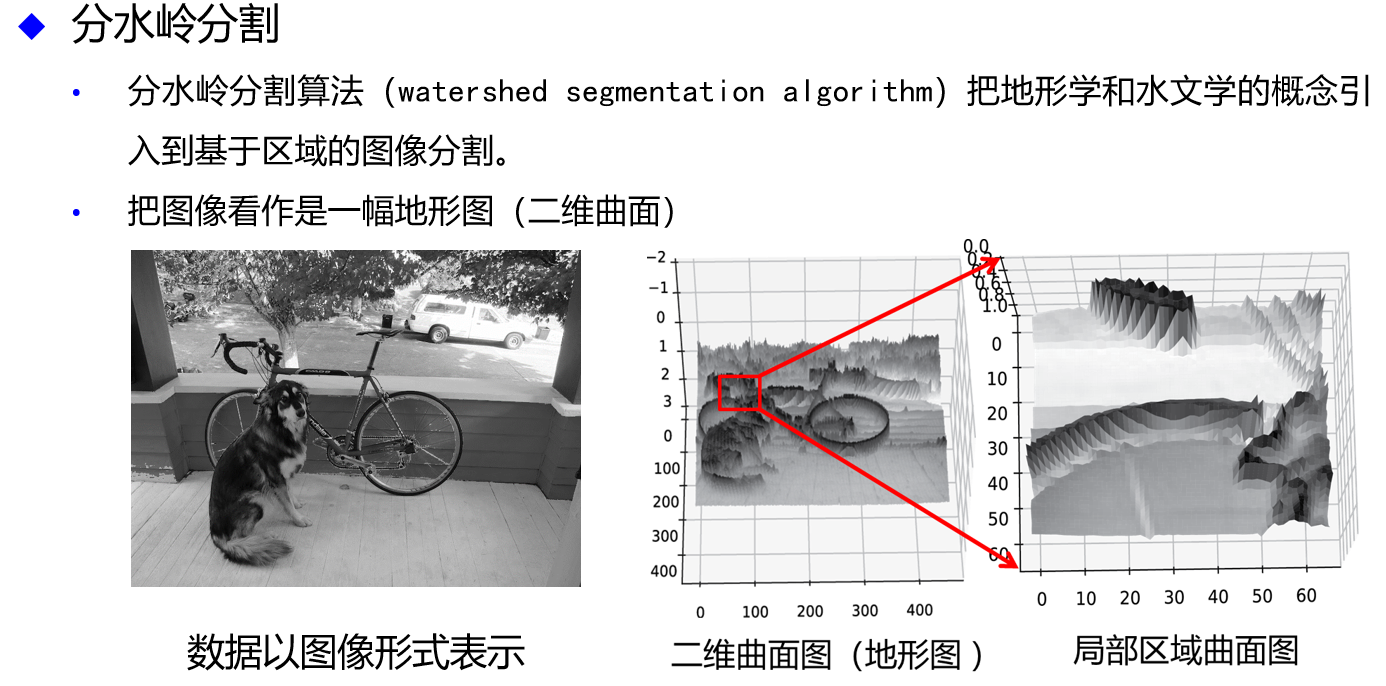 分水岭分割
分水岭分割算法（watershed segmentation algorithm）把地形学和水文学的概念引
入到基于区域的图像分割。
把图像看作是一幅地形图（二维曲面）
−2
−1
0
1
2
3
0
100
200
300
400
0 100 200 300 400
0.0
0.2
0.4
0.6
0.8
1.0
0
10
20
30
40
50
60
0 10 20 30 40 50 60
数据以图像形式表示
二维曲面图（地形图 ）
局部区域曲面图